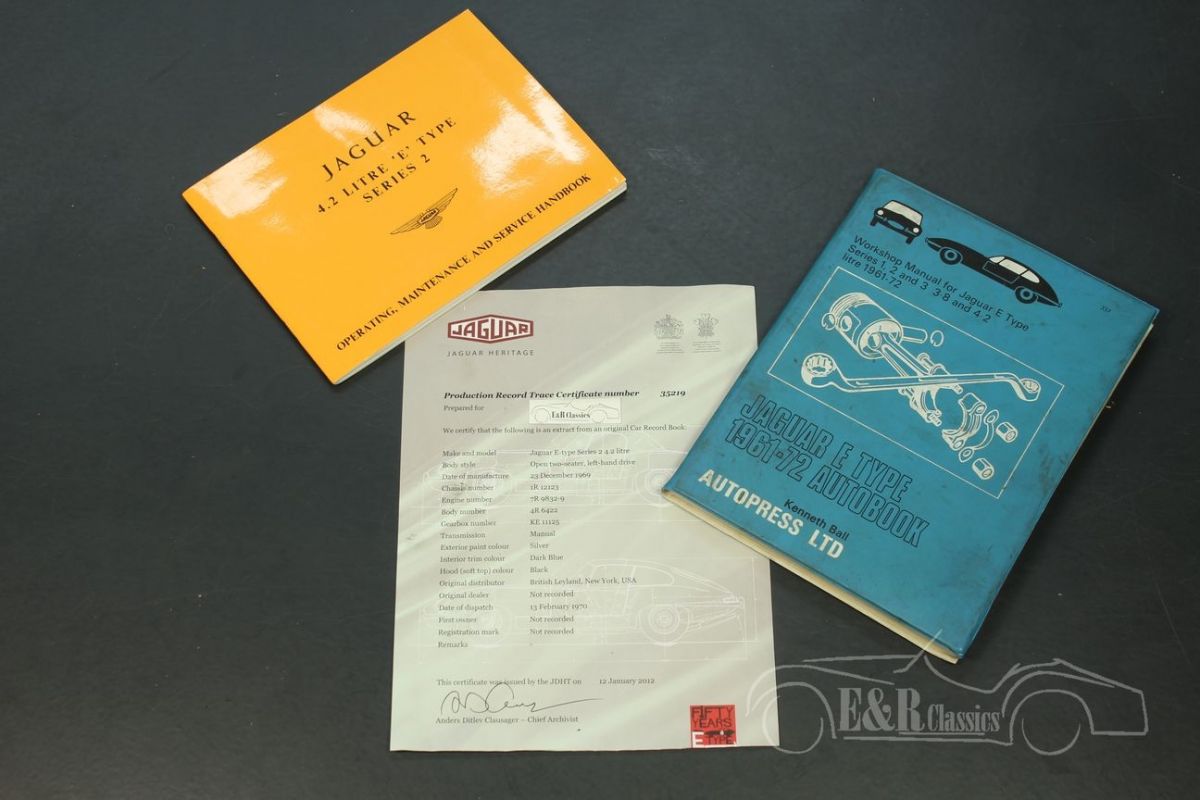 JAGUAR
4.2 LITRE 'E' TYPE
SERIES 2
JAGUAR
OPERATING, MAINTENANCE AND SERVICE HANDBOOK
Workshop Manual for Jaguar E Type
Series 1, 2 and 3 3·8 and 4·2
litre 1961-72
JAGUAR E TYPE
1961-72 AUTOBOOK
Kenneth Ball
AUTOPRESS LTD
JAGUAR
JAGUAR HERITAGE
Production Record Trace Certificate number 35219
Prepared for E&R Classics
We certify that the following is an extract from an original Car Record Book:
Make and model Jaguar E-type Series 2 4.2 litre
Body style Open two-seater, left-hand drive
Date of manufacture 23 December 1969
Chassis number 1R 12123
Engine number 7R 9832-9
Body number 4R 6422
Gearbox number KE 11125
Transmission Manual
Exterior paint colour Silver
Interior trim colour Dark Blue
Hood (soft top) colour Black
Original distributor British Leyland, New York, USA
Original dealer Not recorded
Date of dispatch 13 February 1970
First owner Not recorded
Registration mark Not recorded
Remarks -
This certificate was issued by the JDHT on 12 January 2012
Anders Ditlev Clausager – Chief Archivist
FIFTY
YEARS
E TYPE
E&R Classics